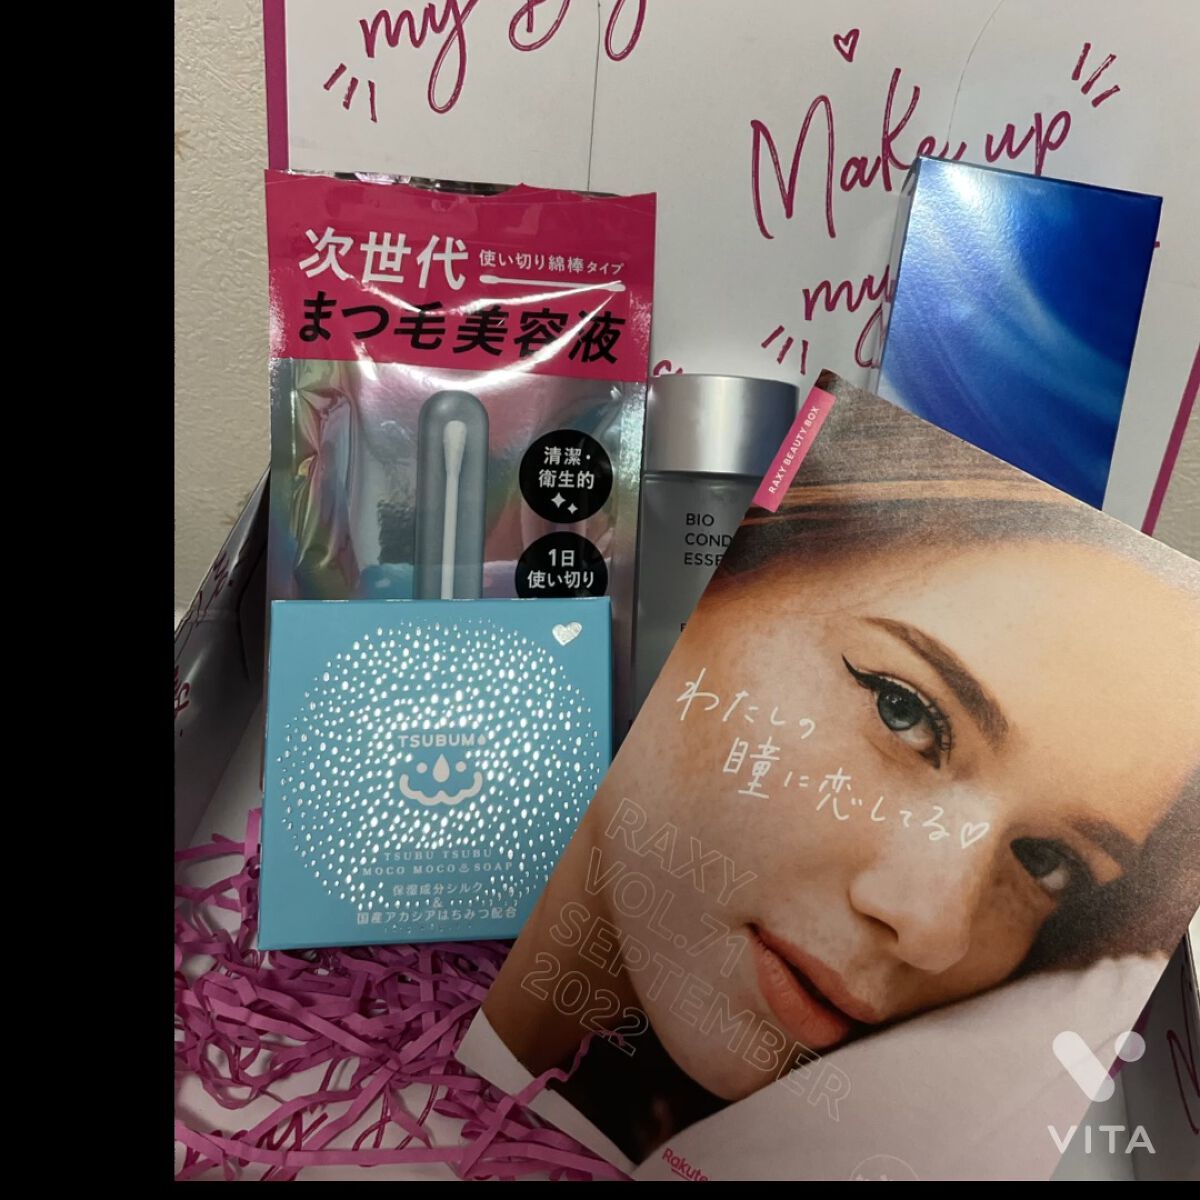 my
Make up
my
次世代
使い切り綿棒タイプ
まつ毛美容液
清潔・
衛生的
1日
使い切り
BIO
RAXY BEAUTY BOX
わたしの
瞳に恋してる♡
TSUBUMO
TSUBU TSUBU
MOCO MOCO SOAP
保湿成分シルク
&
国産アカシアはちみつ配合
RAXY
VOL.71
SEPTEMBER
2022
Rakuten
VITA